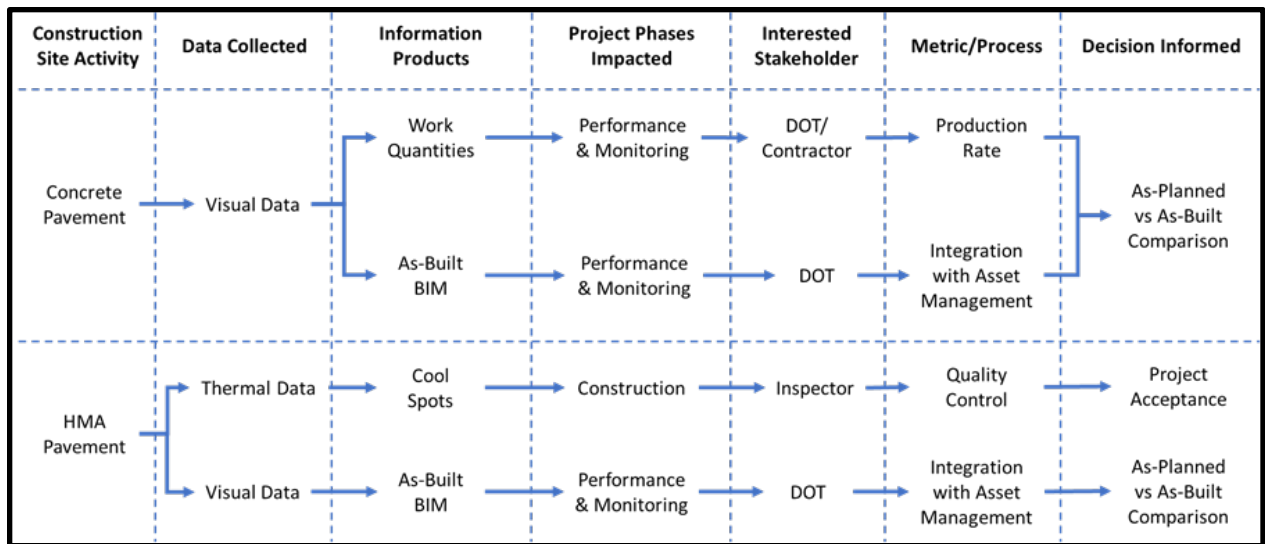 Construction Site Activity
Data Collected
Information Products
Project Phases Impacted
Interested Stakeholder
Metric/Process
Decision Informed
Concrete Pavement
Visual Data
Work Quantities
Performance & Monitoring
DOT/ Contractor
Production Rate
As-Built BIM
Performance & Monitoring
DOT
Integration with Asset Management
As-Planned vs As-Built Comparison
HMA Pavement
Thermal Data
Cool Spots
Construction
Inspector
Quality Control
Project Acceptance
Visual Data
As-Built BIM
Performance & Monitoring
DOT
Integration with Asset Management
As-Planned vs As-Built Comparison